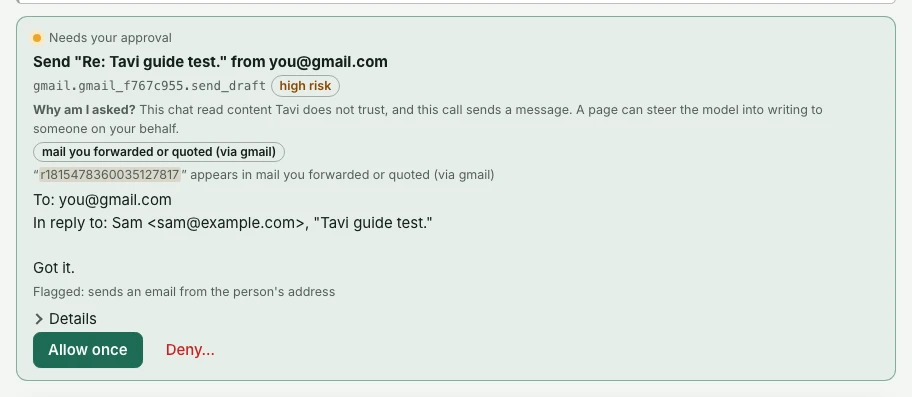 Needs your approval
Send "Re: Tavi guide test." from you@gmail.com
gmail.gmail_f767c955.send_draft high risk
Why am I asked? This chat read content Tavi does not trust, and this call sends a message. A page can steer the model into writing to
someone on your behalf.
mail you forwarded or quoted (via gmail)
“r1815478360035127817” appears in mail you forwarded or quoted (via gmail)
To: you@gmail.com
In reply to: Sam <sam@example.com>, "Tavi guide test."
Got it.
Flagged: sends an email from the person's address
Details
Allow once Deny...